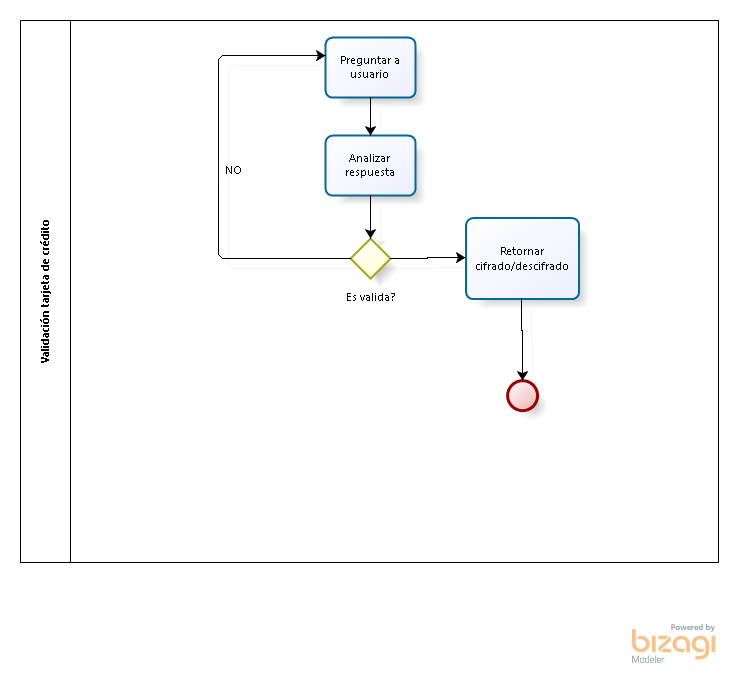 Preguntar a
usuario
Analizar
respuesta
NO
Validación tarjeta de crédito
Retornar
cifrado/descifrado
Es valida?
Powered by
bizagi
Modeler